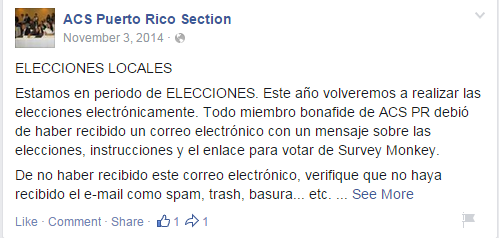 ACS Puerto Rico Section
November 3, 2014 ·
ELECCIONES LOCALES
Estamos en periodo de ELECCIONES. Este año volveremos a realizar las
elecciones electrónicamente. Todo miembro bonafide de ACS PR debió
de haber recibido un correo electrónico con un mensaje sobre las
elecciones, instrucciones y el enlace para votar de Survey Monkey.
De no haber recibido este correo electrónico, verifique que no haya
recibido el e-mail como spam, trash, basura... etc. ... See More
Like · Comment · Share · 1 1